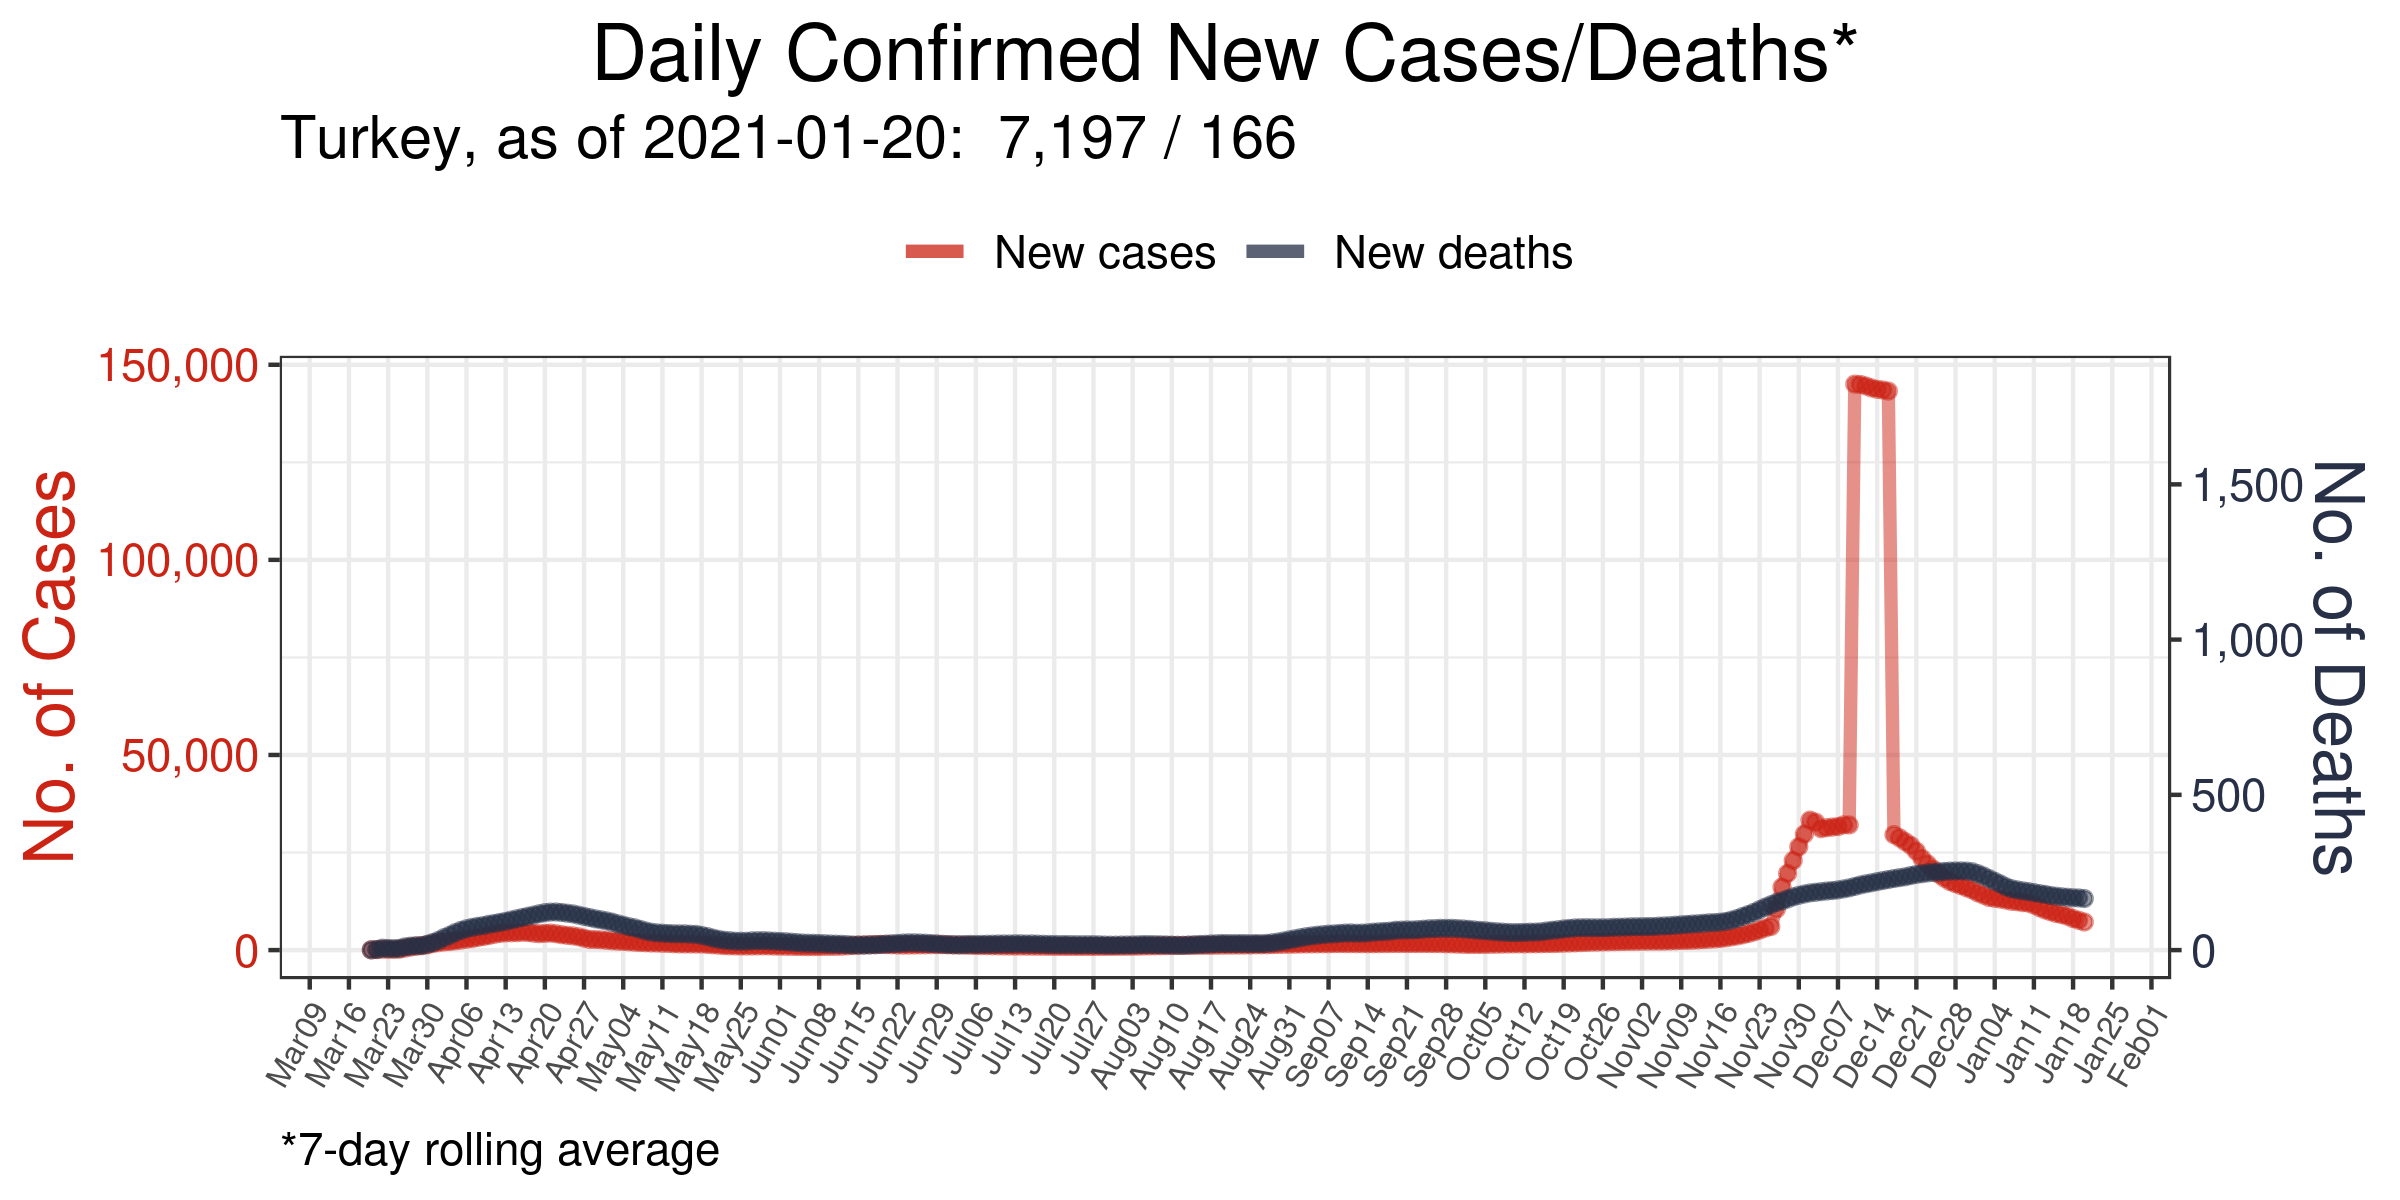 Daily Confirmed New Cases/Deaths*
Turkey, as of 2021-01-20:  7,197 / 166
New cases
New deaths
No. of Cases
150,000
100,000
50,000
0
1,500
1,000
500
0
No. of Deaths
Mar09
Mar16
Mar23
Mar30
Apr06
Apr13
Apr20
Apr27
May04
May11
May18
May25
Jun01
Jun08
Jun15
Jun22
Jun29
Jul06
Jul13
Jul20
Jul27
Aug03
Aug10
Aug17
Aug24
Aug31
Sep07
Sep14
Sep21
Sep28
Oct05
Oct12
Oct19
Oct26
Nov02
Nov09
Nov16
Nov23
Nov30
Dec07
Dec14
Dec21
Dec28
Jan04
Jan11
Jan18
Jan25
Feb01
*7-day rolling average